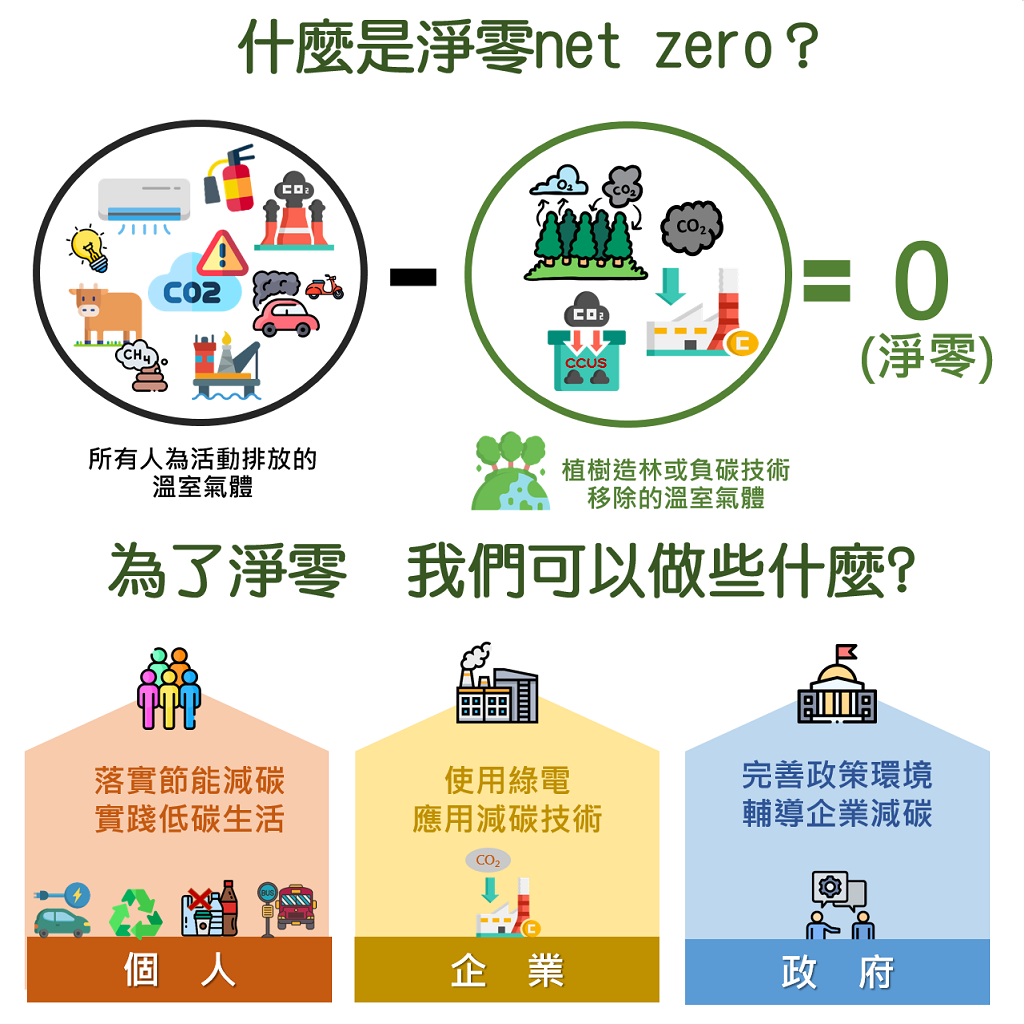 什麼是淨零net zero？
CO₂
CO2
CH₄
O₂
CO₂
CO₂
CO₂
CCUS
C
= 0
(淨零)
所有人為活動排放的
溫室氣體
植樹造林或負碳技術
移除的溫室氣體
為了淨零 我們可以做些什麼?
落實節能減碳
實踐低碳生活
BUS
個 人
使用綠電
應用減碳技術
CO₂
C
企 業
完善政策環境
輔導企業減碳
政 府